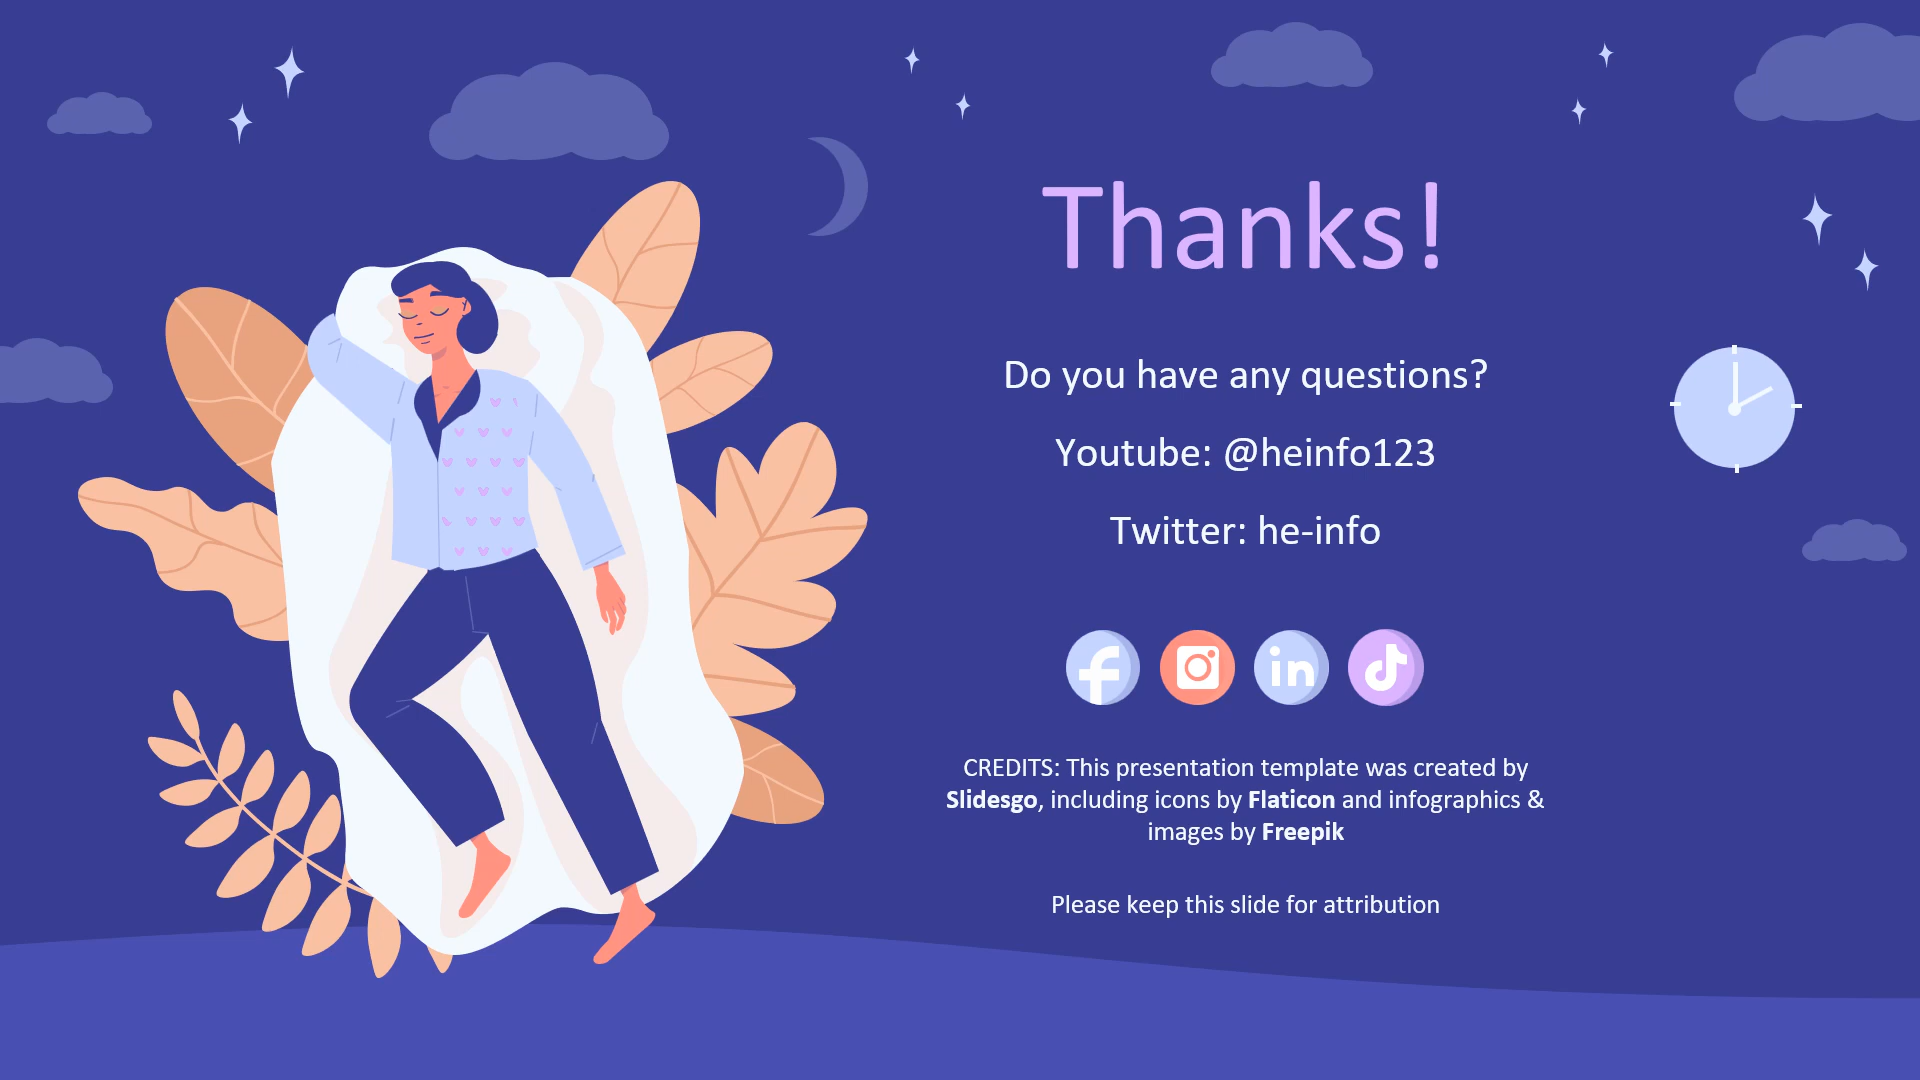 Thanks!
Do you have any questions?
Youtube: @heinfo123
Twitter: he-info
in
CREDITS: This presentation template was created by
Slidesgo, including icons by Flaticon and infographics &
images by Freepik
Please keep this slide for attribution